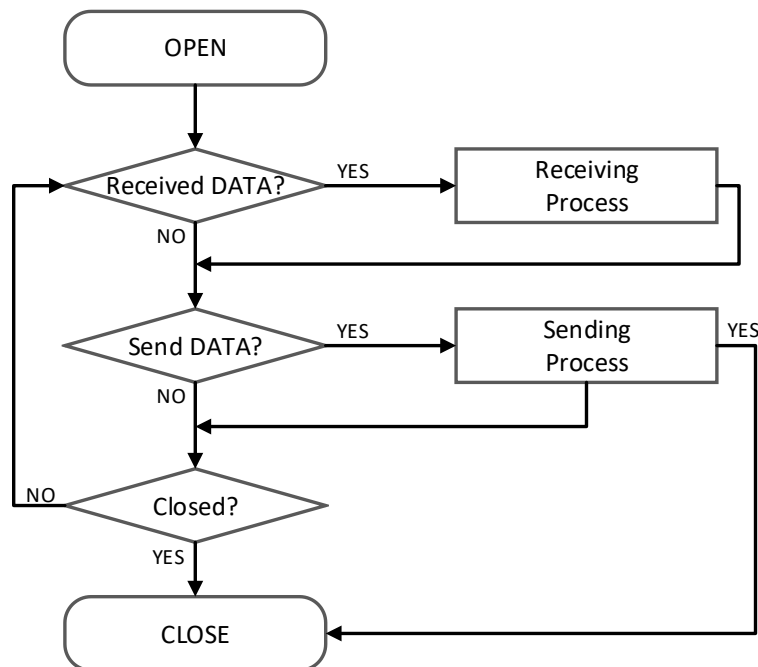 OPEN
Received DATA?
YES
Receiving
Process
NO
Send DATA?
YES
Sending
Process
YES
NO
Closed?
NO
YES
CLOSE